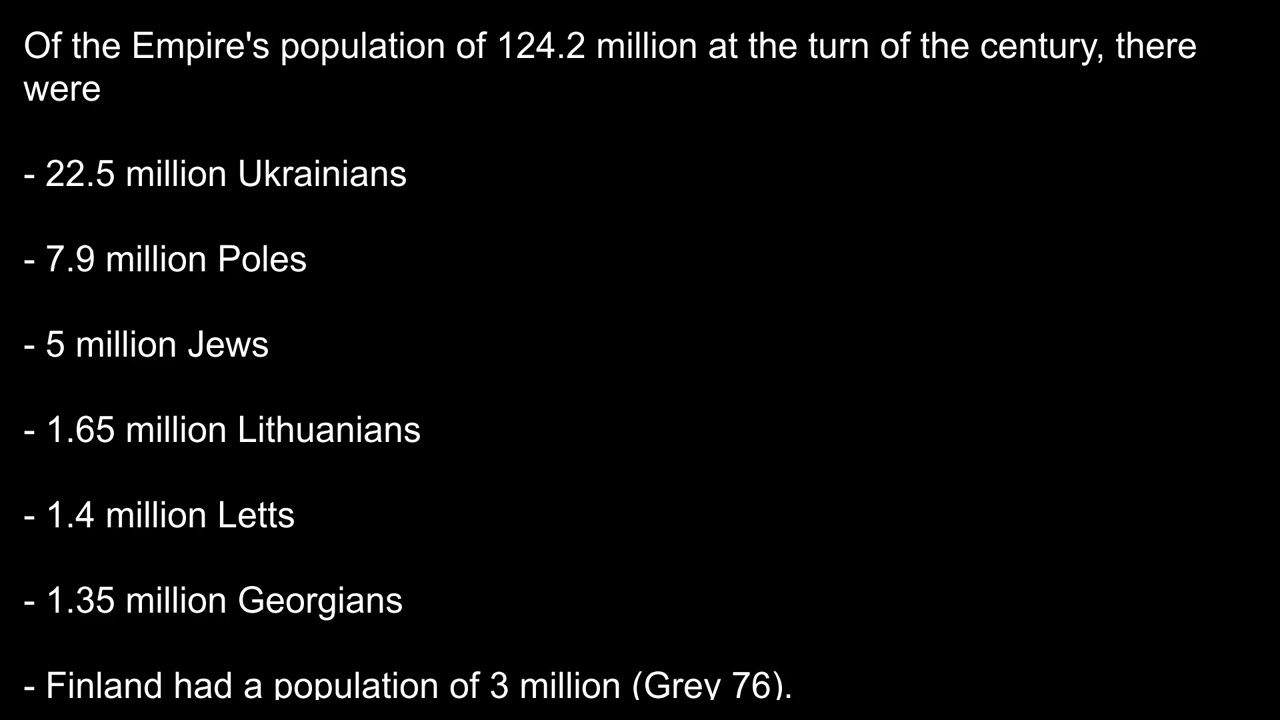 Of the Empire's population of 124.2 million at the turn of the century, there
were
- 22.5 million Ukrainians
- 7.9 million Poles
- 5 million Jews
- 1.65 million Lithuanians
- 1.4 million Letts
- 1.35 million Georgians
- Finland had a population of 3 million (Grey 76).